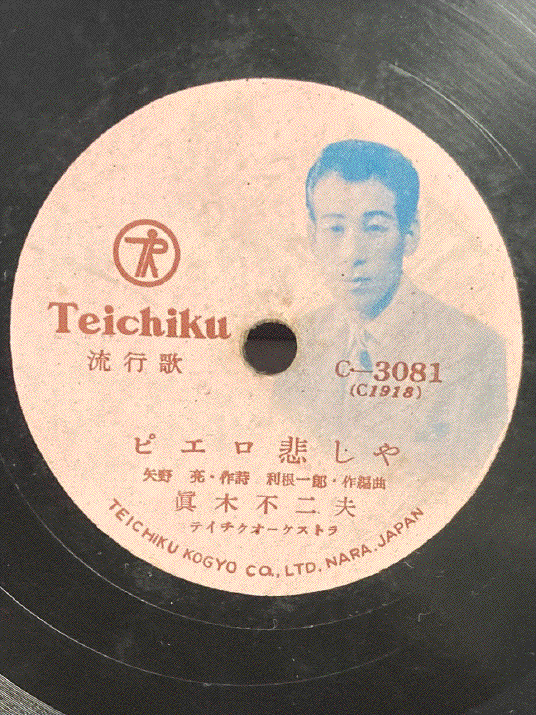 Teichiku
流行歌
C-3081
(C1918)
ピエロ悲しや
矢野 亮・作詩 利根一郎・作編曲
眞木不二夫
テイチクオーケストラ
TEICHIKU KOGYO CO., LTD. NARA. JAPAN